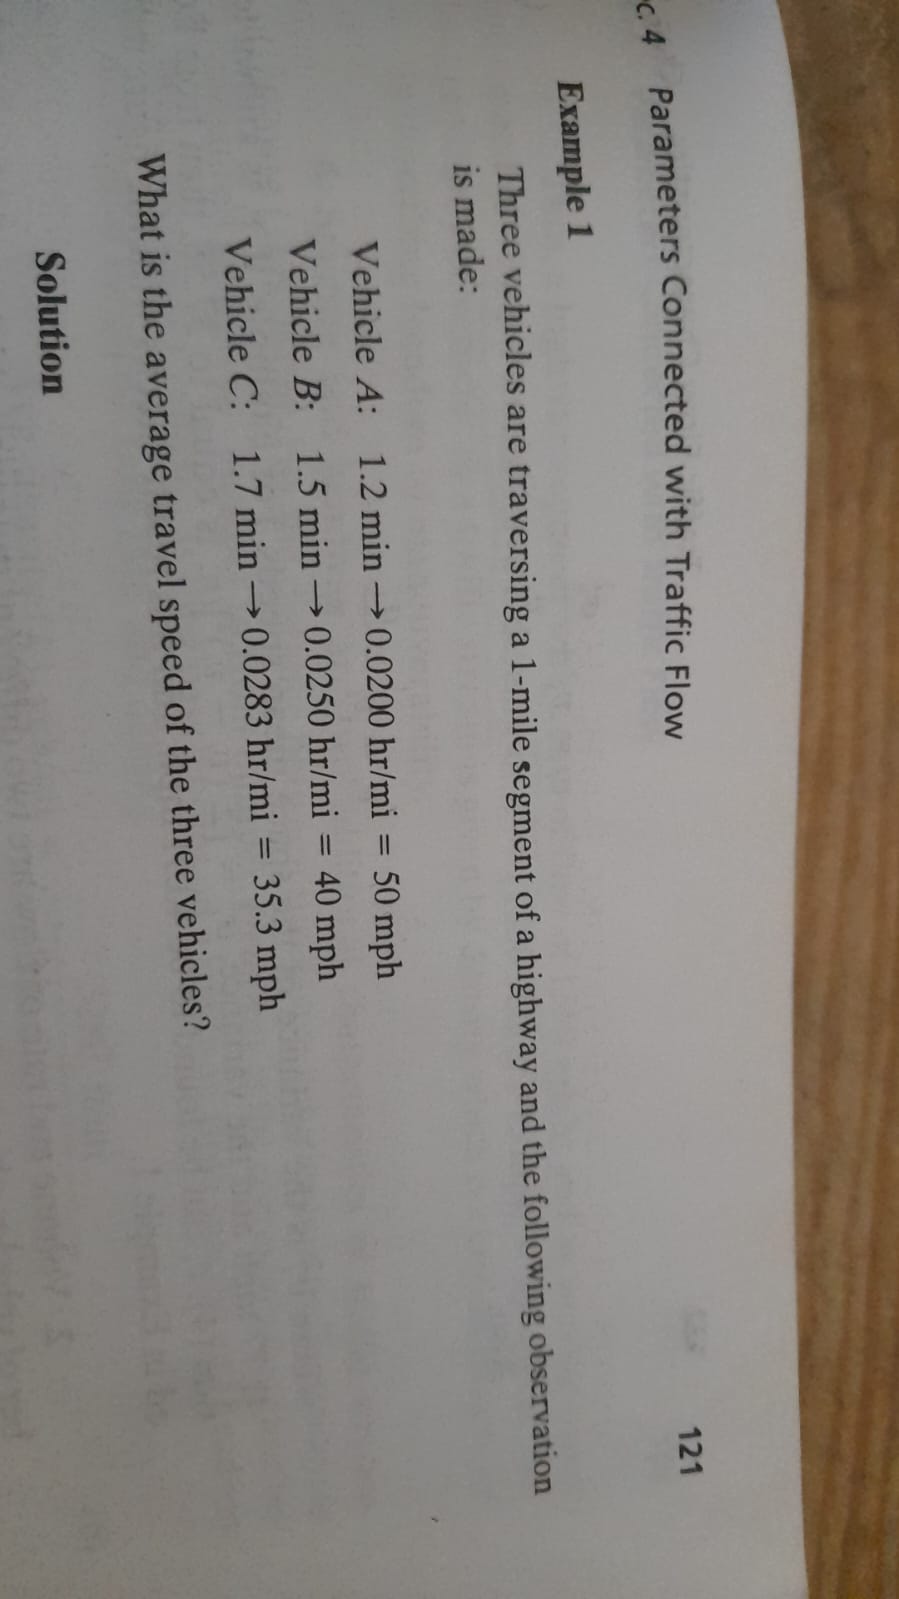 c. 4 Parameters Connected with Traffic Flow 121
Example 1
Three vehicles are traversing a 1-mile segment of a highway and the following observation
is made:
Vehicle A: 1.2 min → 0.0200 hr/mi = 50 mph
Vehicle B: 1.5 min → 0.0250 hr/mi = 40 mph
Vehicle C: 1.7 min → 0.0283 hr/mi = 35.3 mph
What is the average travel speed of the three vehicles?
Solution